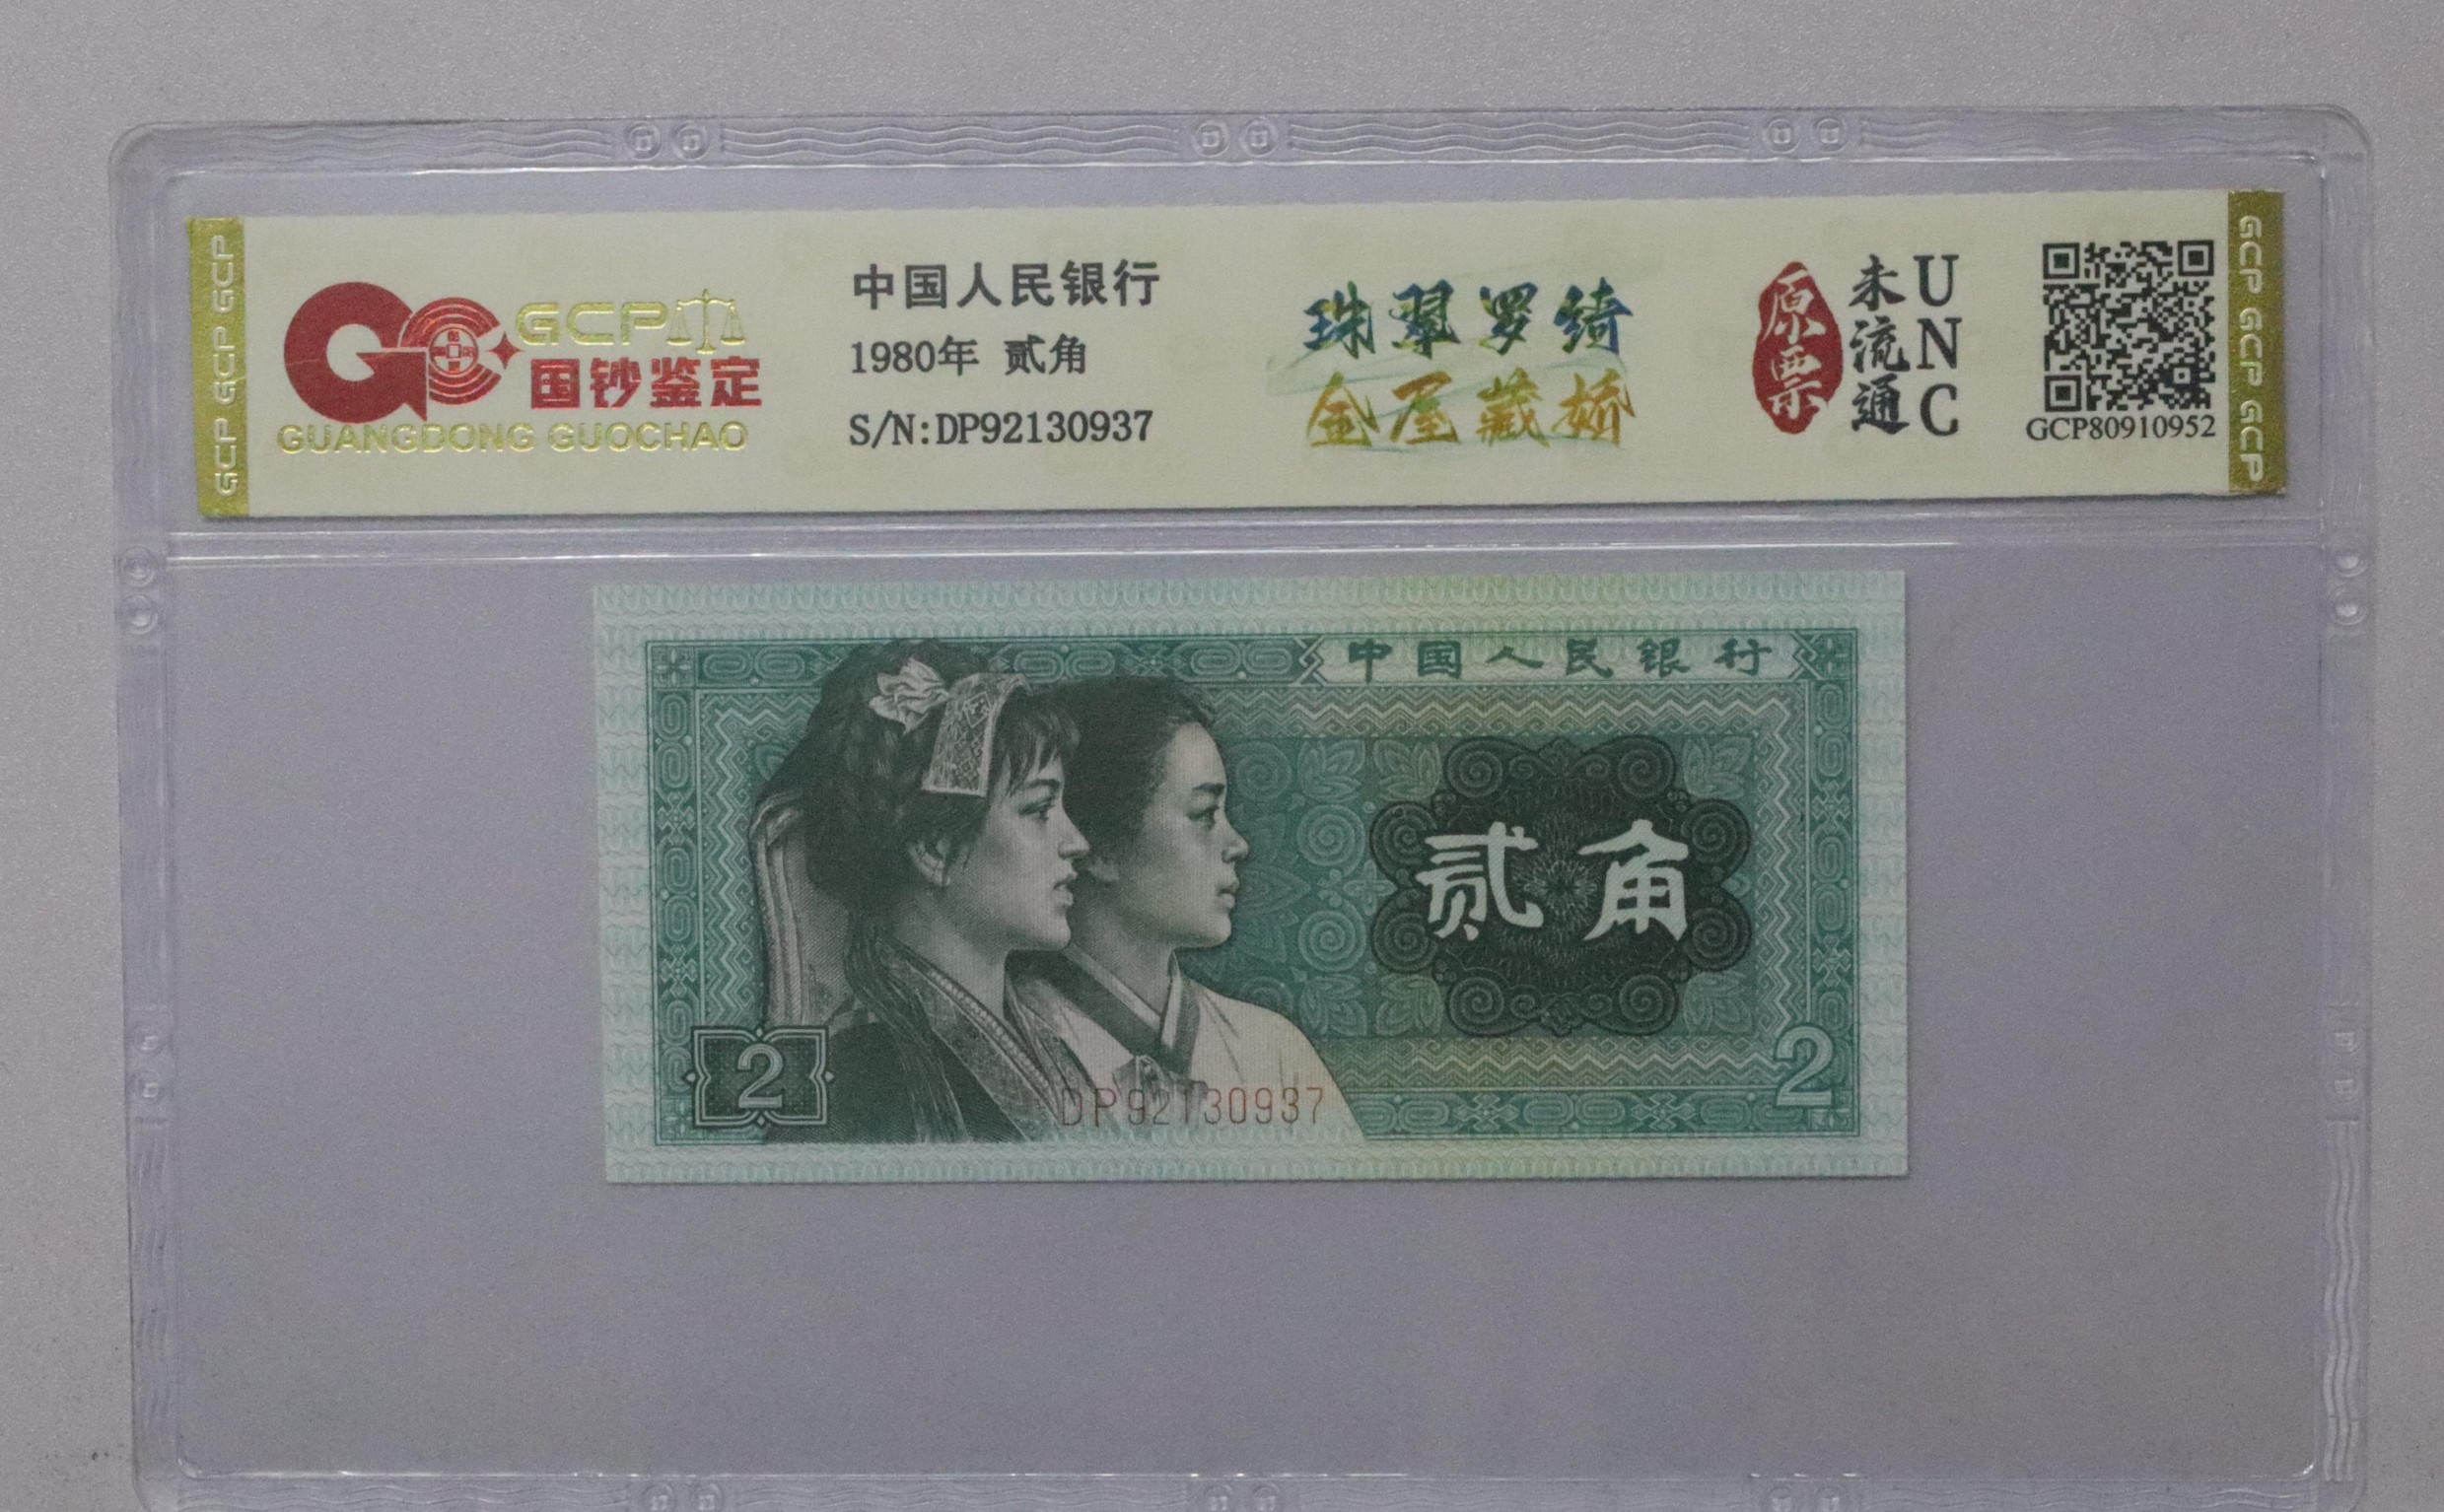 GCP GCP GCP
GCP
国钞鉴定
GUANGDONG GUOCHAO
中国人民银行
1980年 贰角
S/N:DP92130937
珠翠罗绮
金屋藏娇
原票
未流通
UNC
GCP80910952
GCP GCP GCP
中国人民银行
贰角
2
DP92130937
2